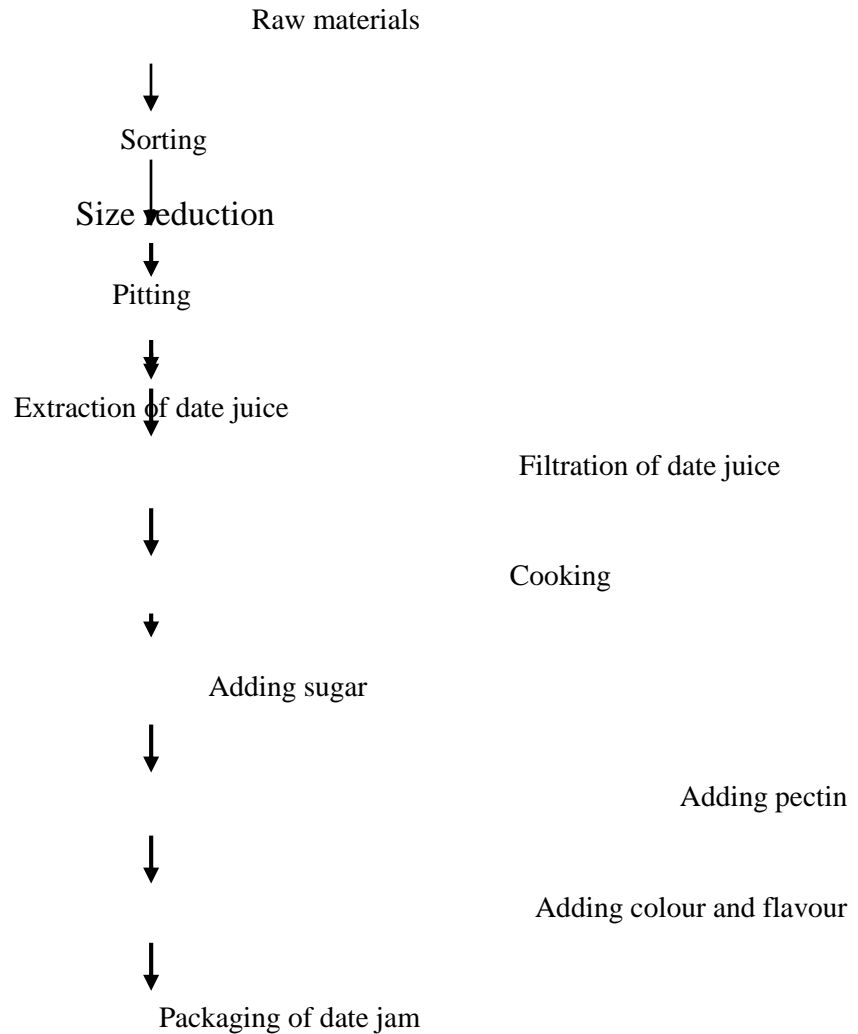 Raw materials
Sorting
Size reduction
Pitting
Extraction of date juice
Filtration of date juice
Cooking
Adding sugar
Adding pectin
Adding colour and flavour
Packaging of date jam